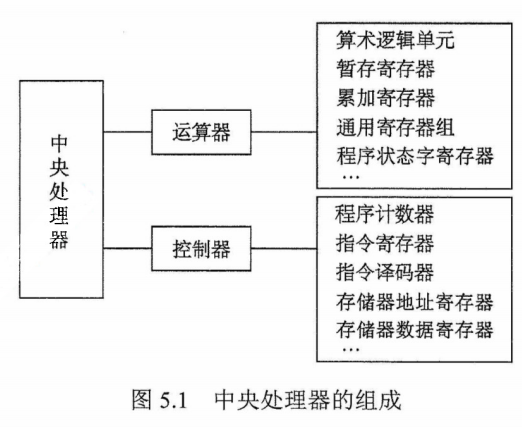 中央处理器
运算器
算术逻辑单元
暂存寄存器
累加寄存器
通用寄存器组
程序状态字寄存器
…
控制器
程序计数器
指令寄存器
指令译码器
存储器地址寄存器
存储器数据寄存器
…
图 5.1 中央处理器的组成